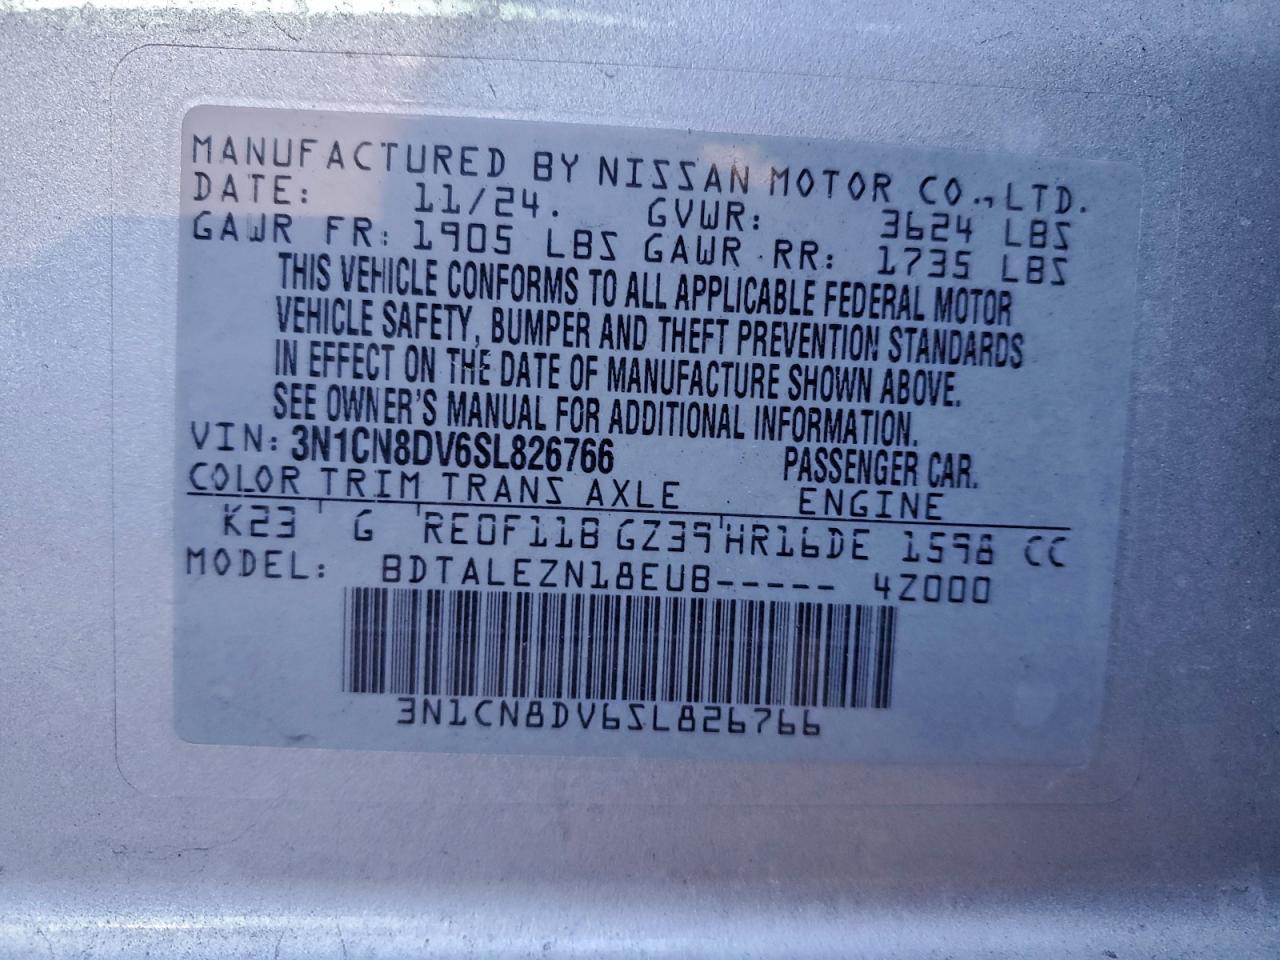 MANUFACTURED BY NISSAN MOTOR CO.,LTD.
DATE: 11/24. GVWR: 3624 LBS
GAWR FR: 1905 LBS GAWR RR: 1735 LBS
THIS VEHICLE CONFORMS TO ALL APPLICABLE FEDERAL MOTOR
VEHICLE SAFETY, BUMPER AND THEFT PREVENTION STANDARDS
IN EFFECT ON THE DATE OF MANUFACTURE SHOWN ABOVE.
SEE OWNER'S MANUAL FOR ADDITIONAL INFORMATION.
VIN: 3N1CN8DV6SL826766 PASSENGER CAR.
COLOR TRIM TRANS AXLE ENGINE
K23 ' G ' RE0F11B GZ39 ' HR16DE 1598 CC
MODEL: BDTALEZN18EUB----- 4Z000
3N1CN8DV6SL826766